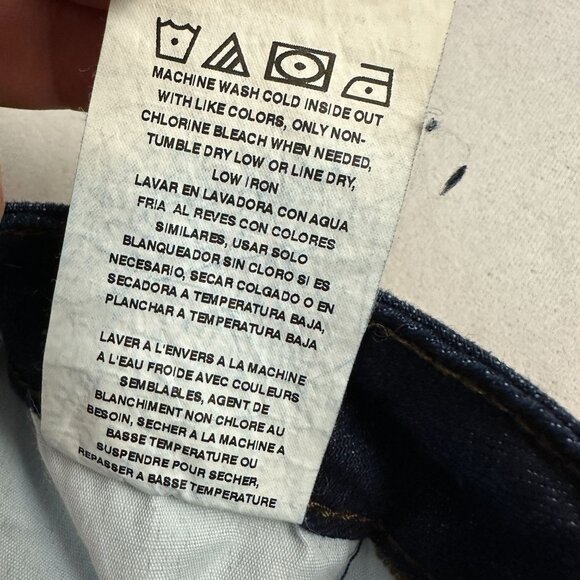 MACHINE WASH COLD INSIDE OUT
WITH LIKE COLORS, ONLY NON-
CHLORINE BLEACH WHEN NEEDED,
TUMBLE DRY LOW OR LINE DRY,
LOW IRON
LAVAR EN LAVADORA CON AGUA
FRIA AL REVES CON COLORES
SIMILARES, USAR SOLO
BLANQUEADOR SIN CLORO SI ES
NECESARIO, SECAR COLGADO O EN
SECADORA A TEMPERATURA BAJA,
PLANCHAR A TEMPERATURA BAJA
LAVER A L'ENVERS A LA MACHINE
A L'EAU FROIDE AVEC COULEURS
SEMBLABLES, AGENT DE
BLANCHIMENT NON CHLORE AU
BESOIN, SECHER A LA MACHINE A
BASSE TEMPERATURE OU
SUSPENDRE POUR SECHER,
REPASSER A BASSE TEMPERATURE